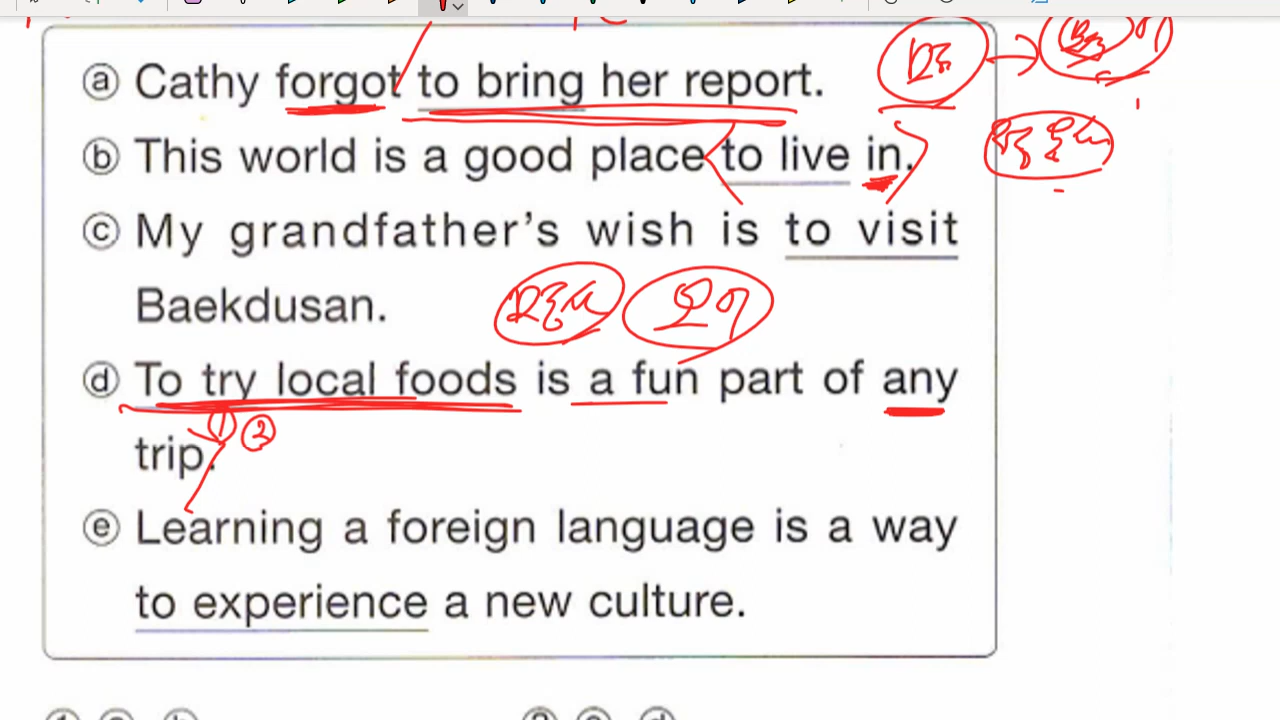 ⓐ Cathy forgot to bring her report.
ⓑ This world is a good place to live in.
ⓒ My grandfather's wish is to visit
Baekdusan.
ⓓ To try local foods is a fun part of any
trip.
① ②
ⓔ Learning a foreign language is a way
to experience a new culture.